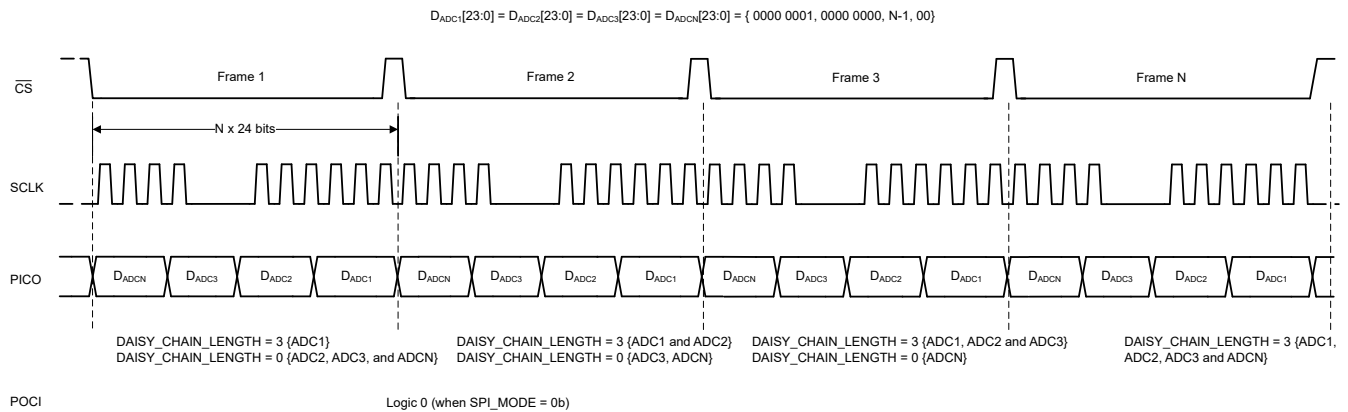 DADC1[23:0] = DADC2[23:0] = DADC3[23:0] = DADCN[23:0] = { 0000 0001, 0000 0000, N-1, 00}
CS
Frame 1
Frame 2
Frame 3
Frame N
N x 24 bits
SCLK
PICO
DADCN DADC3 DADC2 DADC1 DADCN DADC3 DADC2 DADC1 DADCN DADC3 DADC2 DADC1 DADCN DADC3 DADC2 DADC1
DAISY_CHAIN_LENGTH = 3 {ADC1}
DAISY_CHAIN_LENGTH = 0 {ADC2, ADC3, and ADCN}
DAISY_CHAIN_LENGTH = 3 {ADC1 and ADC2}
DAISY_CHAIN_LENGTH = 0 {ADC3, ADCN}
DAISY_CHAIN_LENGTH = 3 {ADC1, ADC2 and ADC3}
DAISY_CHAIN_LENGTH = 0 {ADCN}
DAISY_CHAIN_LENGTH = 3 {ADC1,
ADC2, ADC3 and ADCN}
POCI
Logic 0 (when SPI_MODE = 0b)